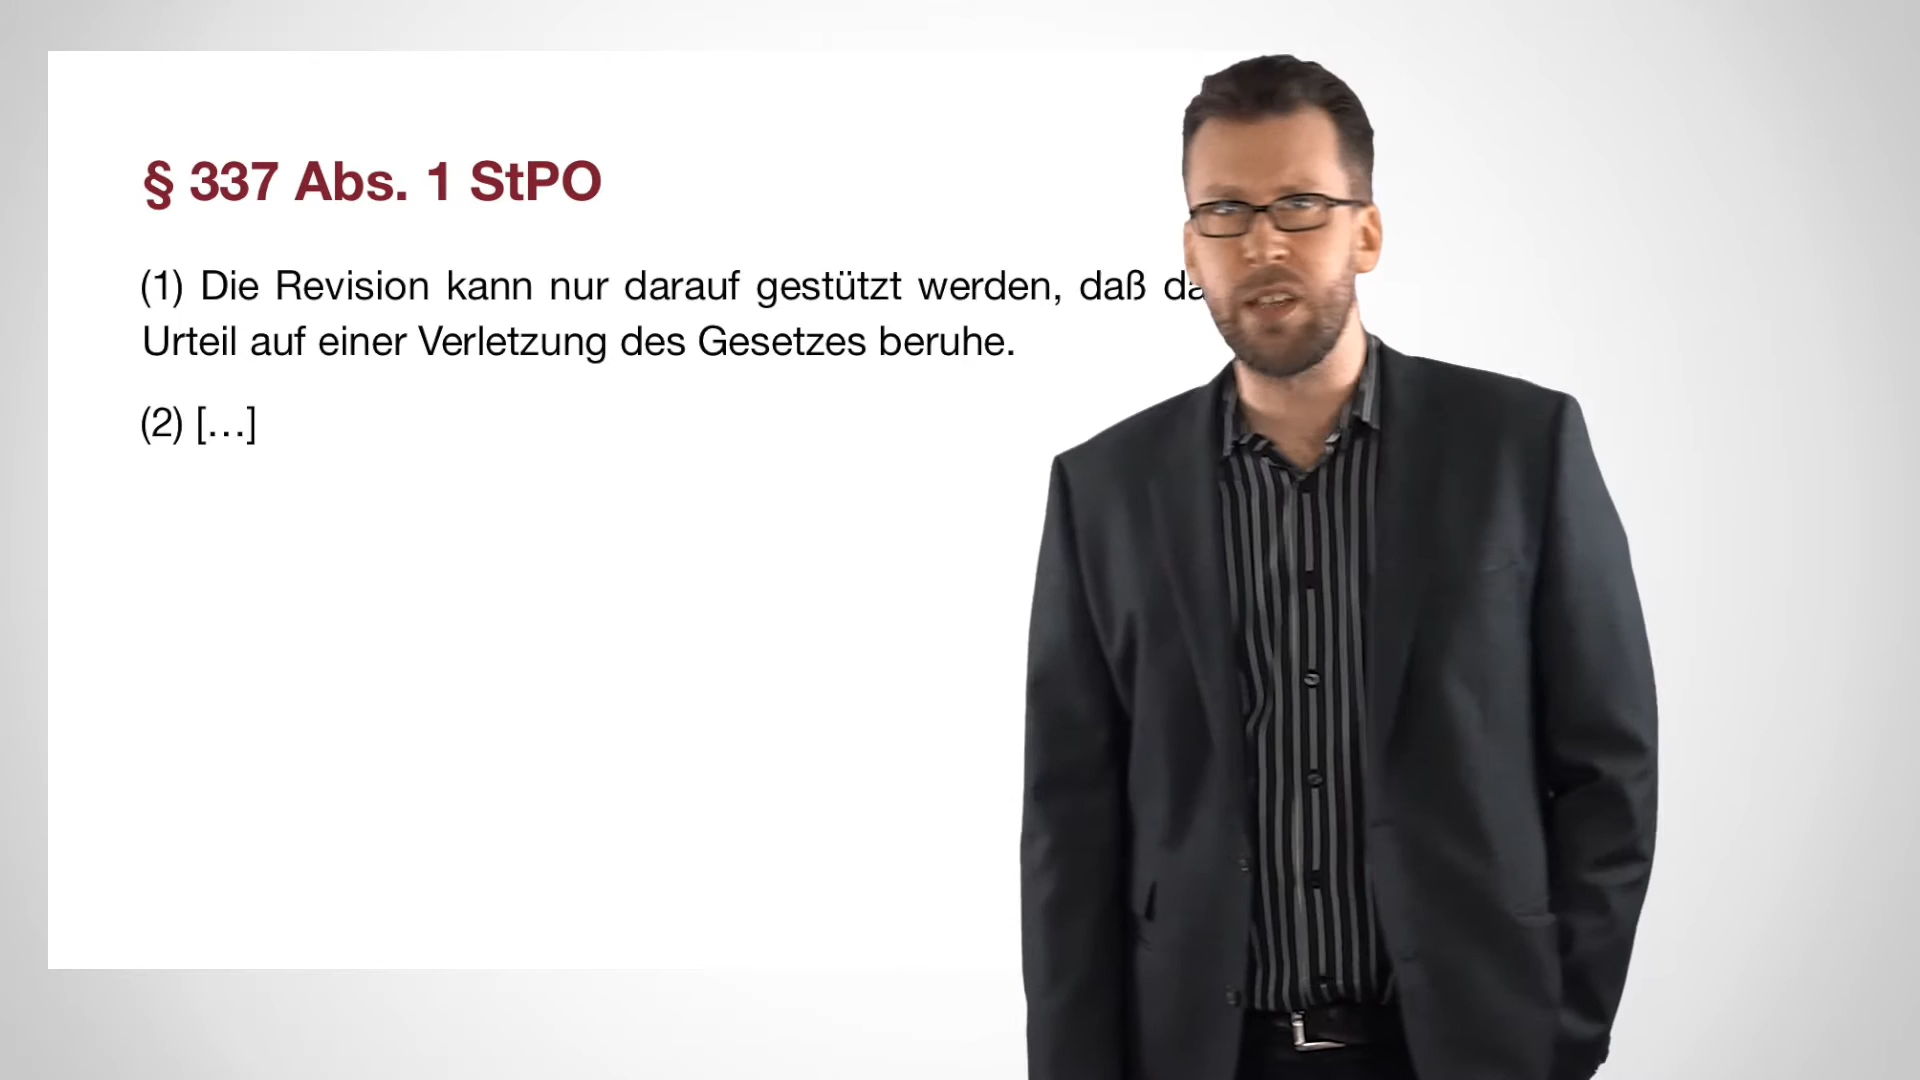 § 337 Abs. 1 StPO
(1) Die Revision kann nur darauf gestützt werden, daß
Urteil auf einer Verletzung des Gesetzes beruhe.
(2) […]